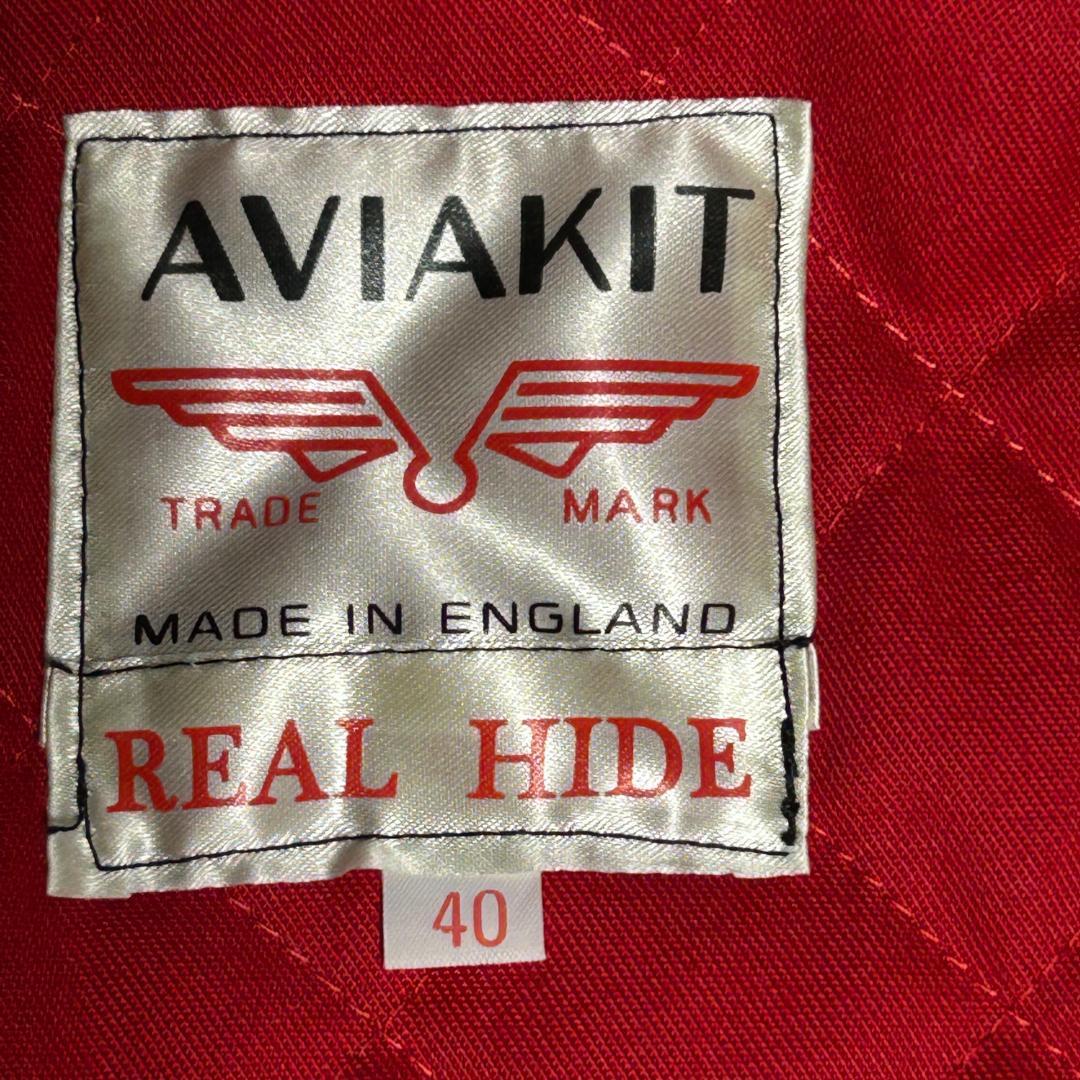 AVIAKIT
TRADE MARK
MADE IN ENGLAND
REAL HIDE
40